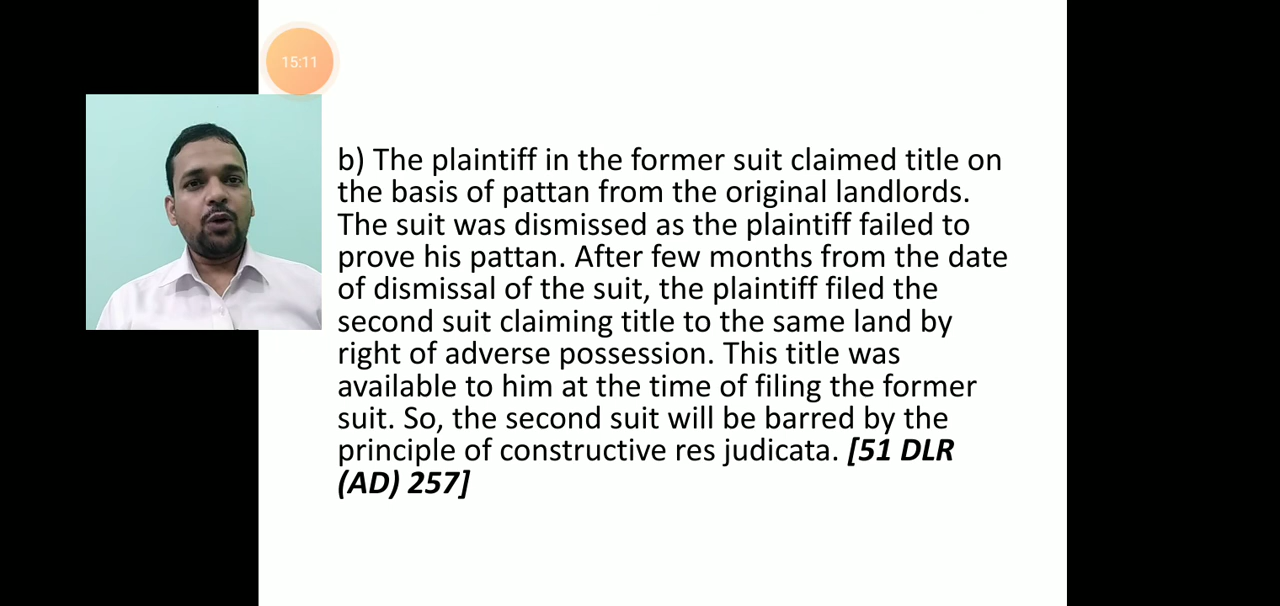 15:11
b) The plaintiff in the former suit claimed title on
the basis of pattan from the original landlords.
The suit was dismissed as the plaintiff failed to
prove his pattan. After few months from the date
of dismissal of the suit, the plaintiff filed the
second suit claiming title to the same land by
right of adverse possession. This title was
available to him at the time of filing the former
suit. So, the second suit will be barred by the
principle of constructive res judicata. [51 DLR
(AD) 257]